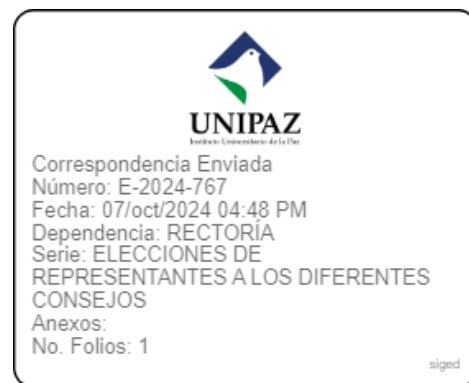 UNIPAZ
Instituto Universitario de la Paz
Correspondencia Enviada
Número: E-2024-767
Fecha: 07/oct/2024 04:48 PM
Dependencia: RECTORÍA
Serie: ELECCIONES DE
REPRESENTANTES A LOS DIFERENTES
CONSEJOS
Anexos:
No. Folios: 1
siged